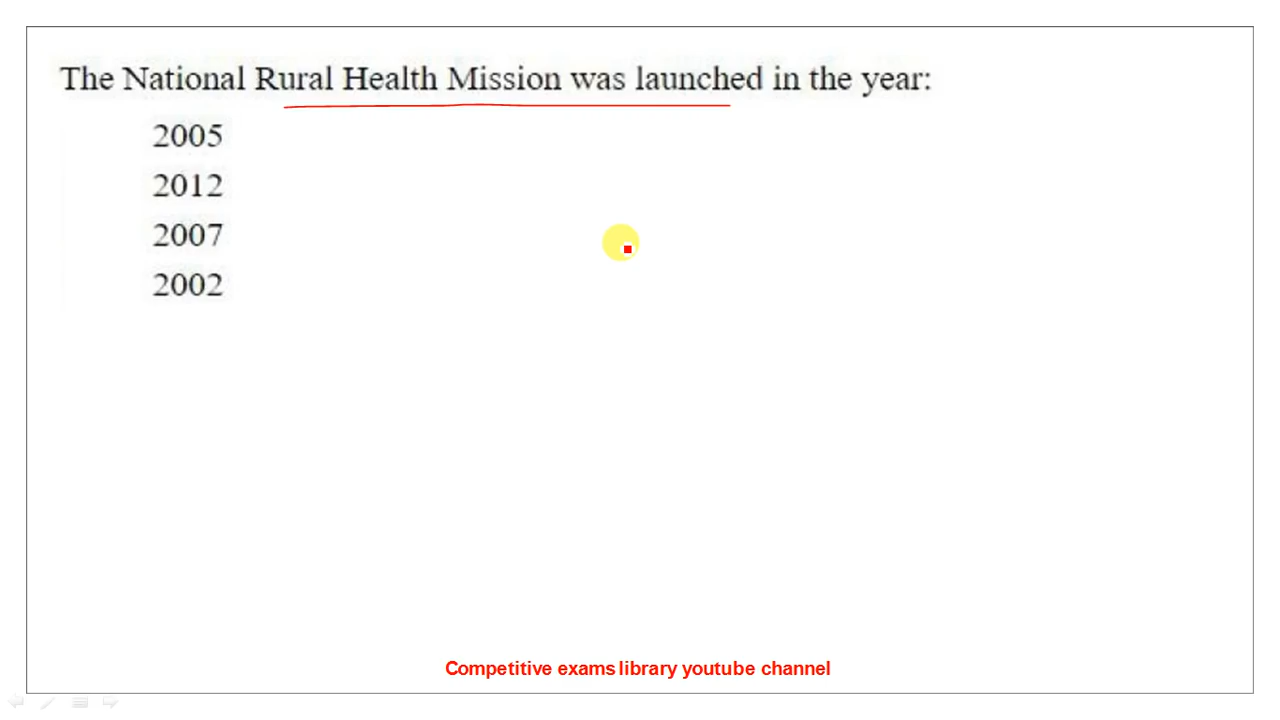 The National Rural Health Mission was launched in the year:
2005
2012
2007
2002
Competitive exams library youtube channel